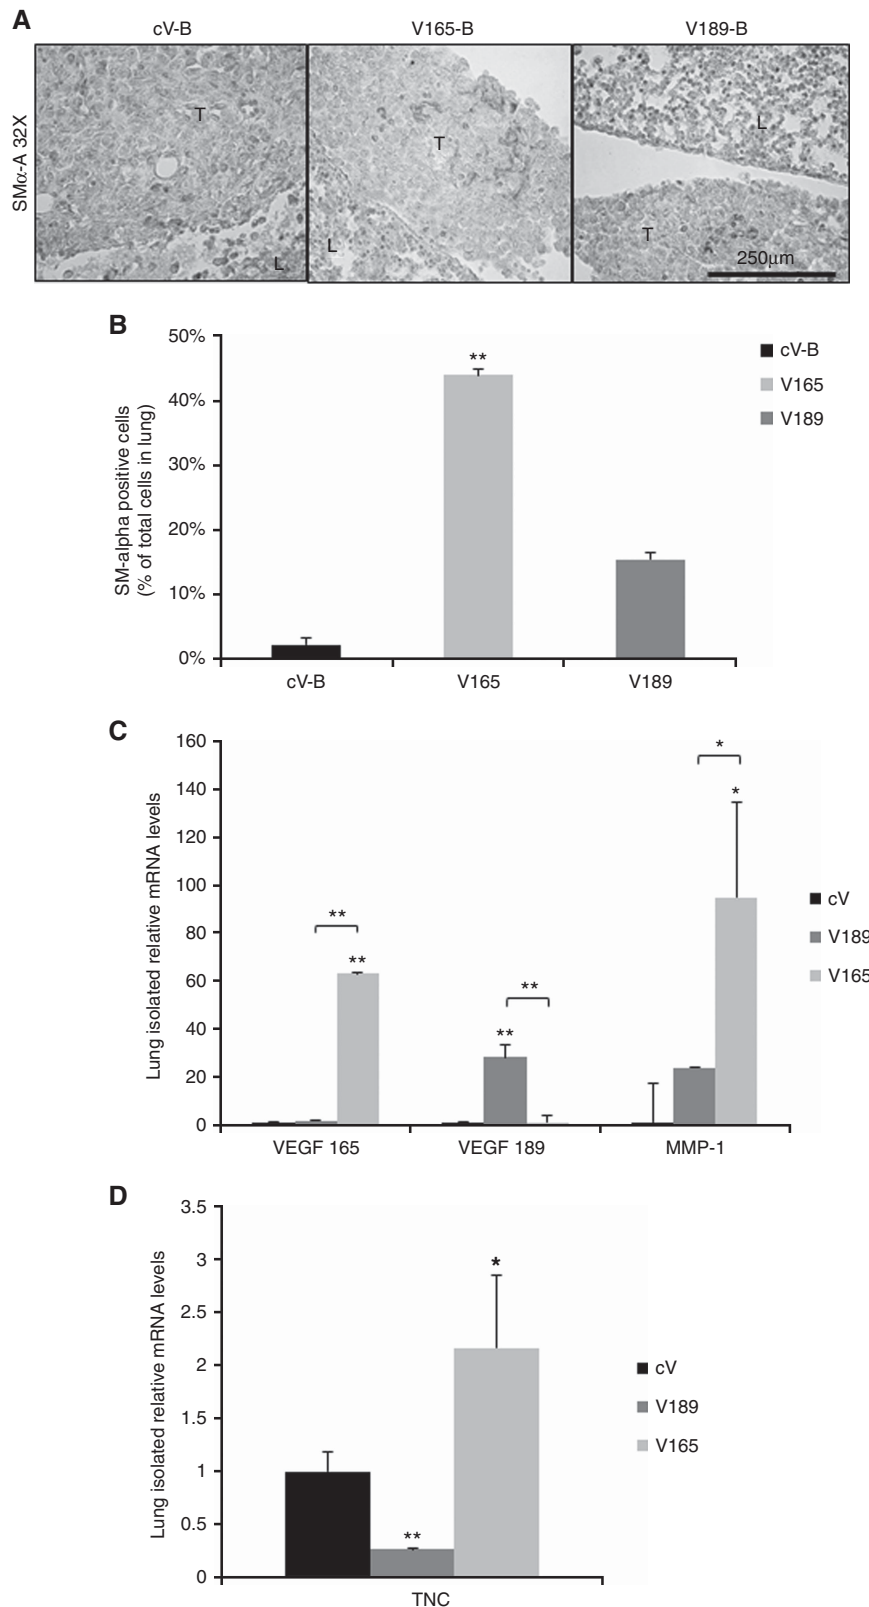 A
cV-B
V165-B
V189-B
SMα-A 32X
T
L
T
L
L
T
250μm
B
50%
40%
30%
20%
10%
0%
SM-alpha positive cells
(% of total cells in lung)
**
cV-B
V165
V189
cV-B
V165
V189
C
160
140
120
100
80
60
40
20
0
Lung isolated relative mRNA levels
**
**
**
**
*
*
VEGF 165
VEGF 189
MMP-1
cV
V189
V165
D
3.5
3
2.5
2
1.5
1
0.5
0
Lung isolated relative mRNA levels
**
*
TNC
cV
V189
V165